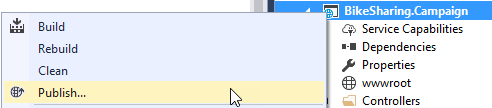 Build
Rebuild
Clean
Publish...
BikeSharing.Campaign
Service Capabilities
Dependencies
Properties
wwwroot
Controllers